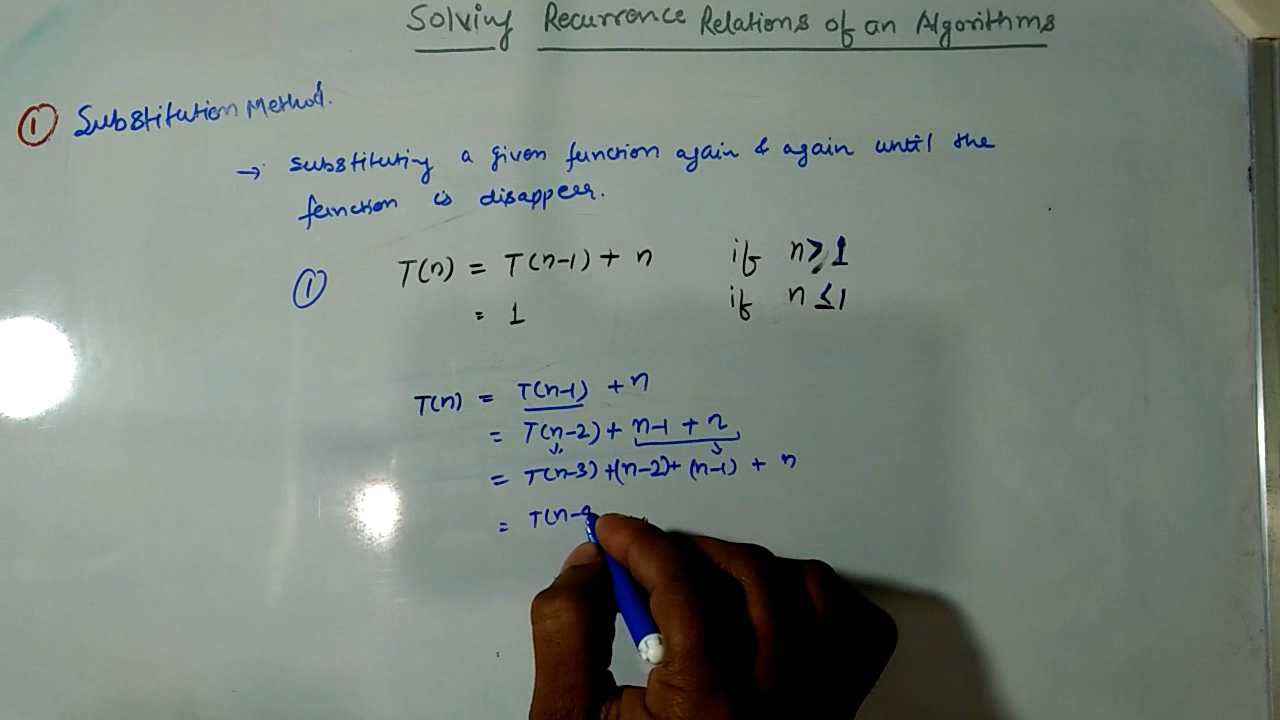 Solving Recurrence Relations of an Algorithms
① Substitution Method.
→ substituting a given function again & again until the
function is disappear.
① T(n) = T(n-1) + n if n>1
= 1 if n ≤1
T(n) = T(n-1) + n
= T(n-2) + n-1 + n
= T(n-3) +(n-2)+ (n-1) + n
= T(n-